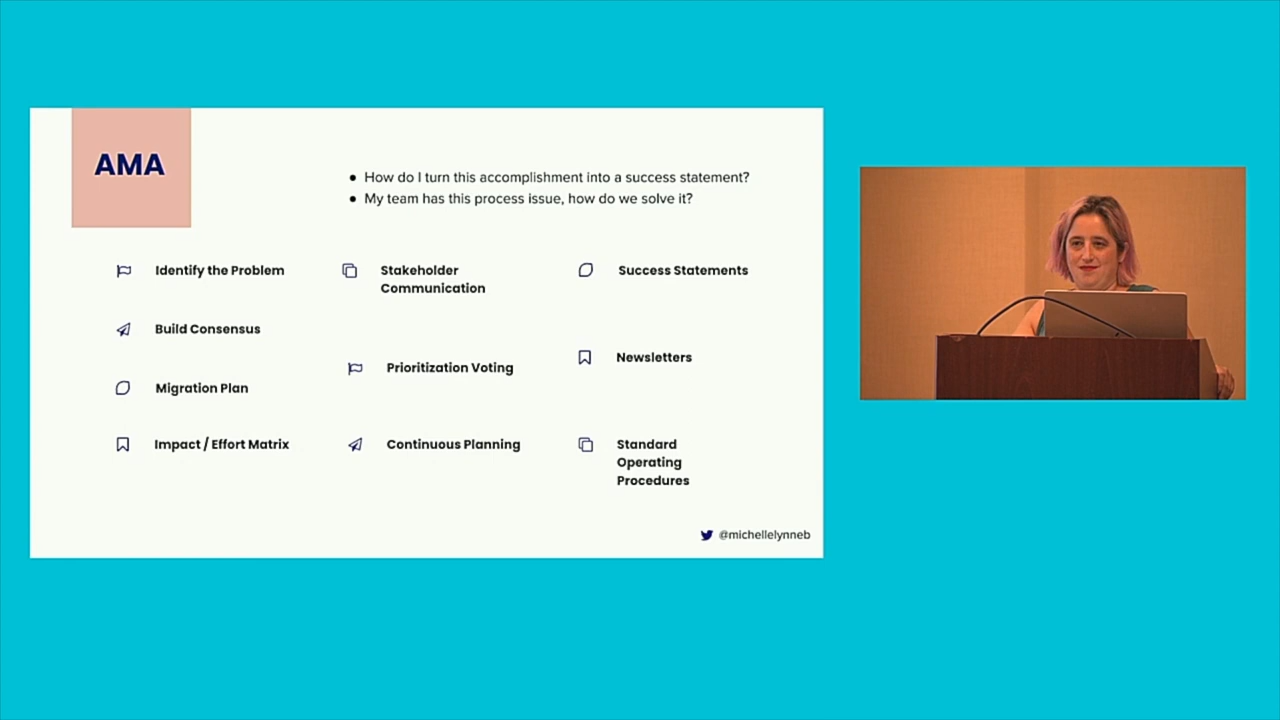 AMA
● How do I turn this accomplishment into a success statement?
● My team has this process issue, how do we solve it?
Identify the Problem
Build Consensus
Migration Plan
Impact / Effort Matrix
Stakeholder
Communication
Prioritization Voting
Continuous Planning
Success Statements
Newsletters
Standard
Operating
Procedures
@michellelynneb